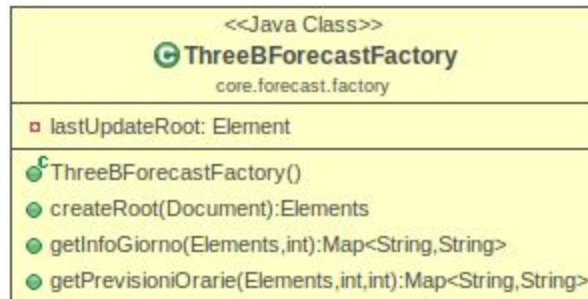 <<Java Class>>
ThreeBForecastFactory
core.forecast.factory
lastUpdateRoot: Element
ThreeBForecastFactory()
createRoot(Document):Elements
getInfoGiorno(Elements,int):Map<String,String>
getPrevisioniOrarie(Elements,int,int):Map<String,String>